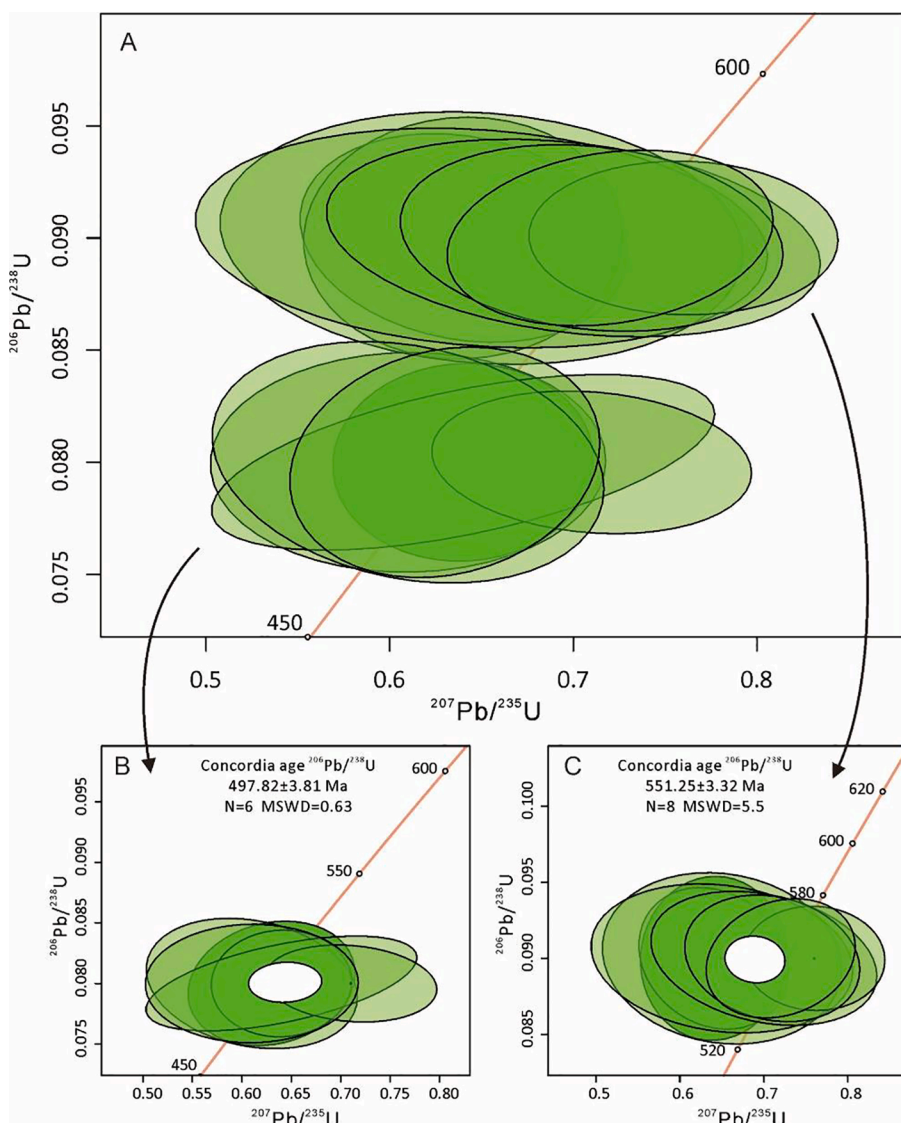 A
600
0.095
0.090
0.085
0.080
0.075
²⁰⁶Pb/²³⁸U
450
0.5 0.6 0.7 0.8
²⁰⁷Pb/²³⁵U
B
Concordia age ²⁰⁶Pb/²³⁸U
497.82±3.81 Ma
N=6 MSWD=0.63
600
550
450
0.095
0.090
0.085
0.080
0.075
²⁰⁶Pb/²³⁸U
0.50 0.55 0.60 0.65 0.70 0.75 0.80
²⁰⁷Pb/²³⁵U
C
Concordia age ²⁰⁶Pb/²³⁸U
551.25±3.32 Ma
N=8 MSWD=5.5
620
600
580
520
0.100
0.095
0.090
0.085
²⁰⁶Pb/²³⁸U
0.5 0.6 0.7 0.8
²⁰⁷Pb/²³⁵U